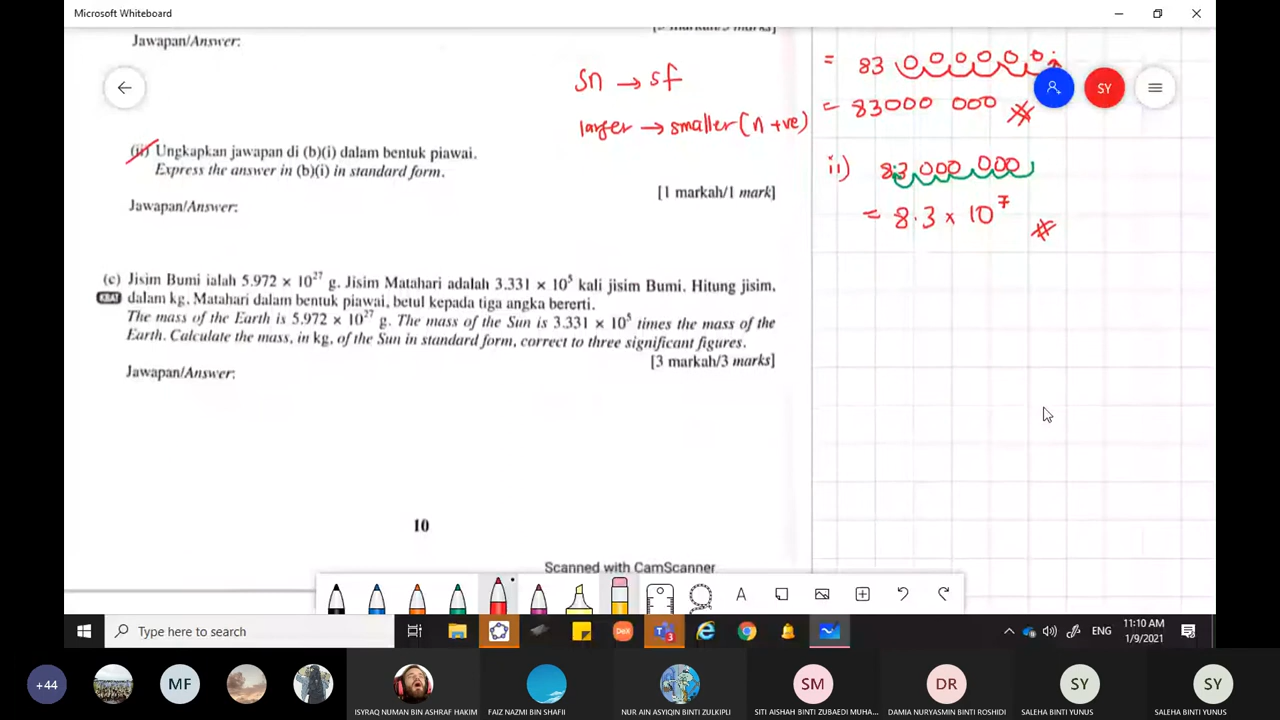 Microsoft Whiteboard
Jawapan/Answer:
Sn → sf
larger → smaller (n +ve)
= 83 000000.
= 83000 000
SY
(ii) Ungkapkan jawapan di (b)(i) dalam bentuk piawai.
Express the answer in (b)(i) in standard form.
[1 markah/1 mark]
Jawapan/Answer:
ii) 83 000 000
= 8.3 × 10⁷
(c) Jisim Bumi ialah 5.972 × 10²⁷ g. Jisim Matahari adalah 3.331 × 10⁵ kali jisim Bumi. Hitung jisim,
KBAT dalam kg, Matahari dalam bentuk piawai, betul kepada tiga angka bererti.
The mass of the Earth is 5.972 × 10²⁷ g. The mass of the Sun is 3.331 × 10⁵ times the mass of the
Earth. Calculate the mass, in kg, of the Sun in standard form, correct to three significant figures.
[3 markah/3 marks]
Jawapan/Answer:
10
Scanned with CamScanner
A
Type here to search
Dex
3
ENG
11:10 AM
1/9/2021
+44
MF
SM
DR
SY
SY
ISYRAQ NUMAN BIN ASHRAF HAKIM
FAIZ NAZMI BIN SHAFII
NUR AIN ASYIQIN BINTI ZULKIPLI
SITI AISHAH BINTI ZUBAEDI MUHA...
DAMIA NURYASMIN BINTI ROSHIDI
SALEHA BINTI YUNUS
SALEHA BINTI YUNUS